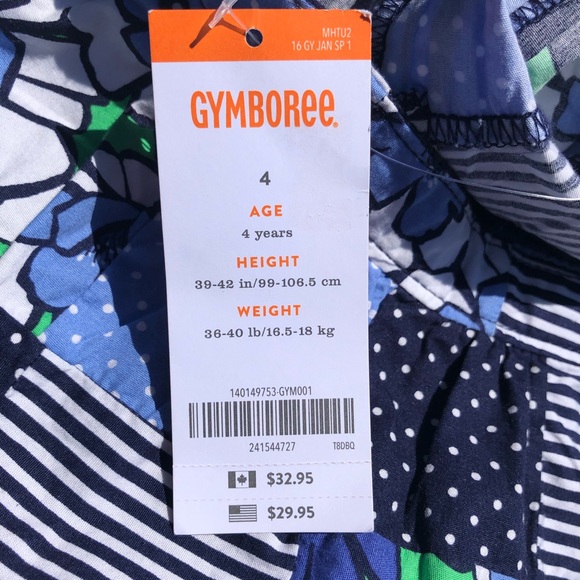 MHTU2
16 GY JAN SP 1
GYMBOREE.
4
AGE
4 years
HEIGHT
39-42 in/99-106.5 cm
WEIGHT
36-40 lb/16.5-18 kg
140149753-GYM001
241544727 T8DBQ
$32.95
$29.95